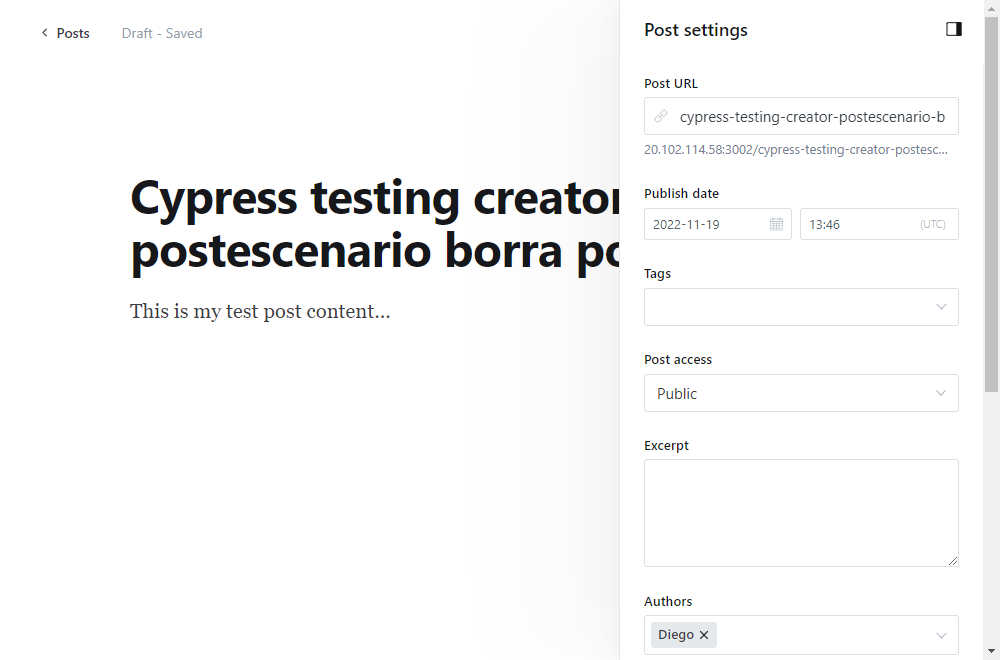 Posts
Draft - Saved
Post settings
Post URL
cypress-testing-creator-postescenario-b
20.102.114.58:3002/cypress-testing-creator-postesc...
Publish date
2022-11-19
13:46
(UTC)
Cypress testing creator
postescenario borra po
This is my test post content...
Tags
Post access
Public
Excerpt
Authors
Diego